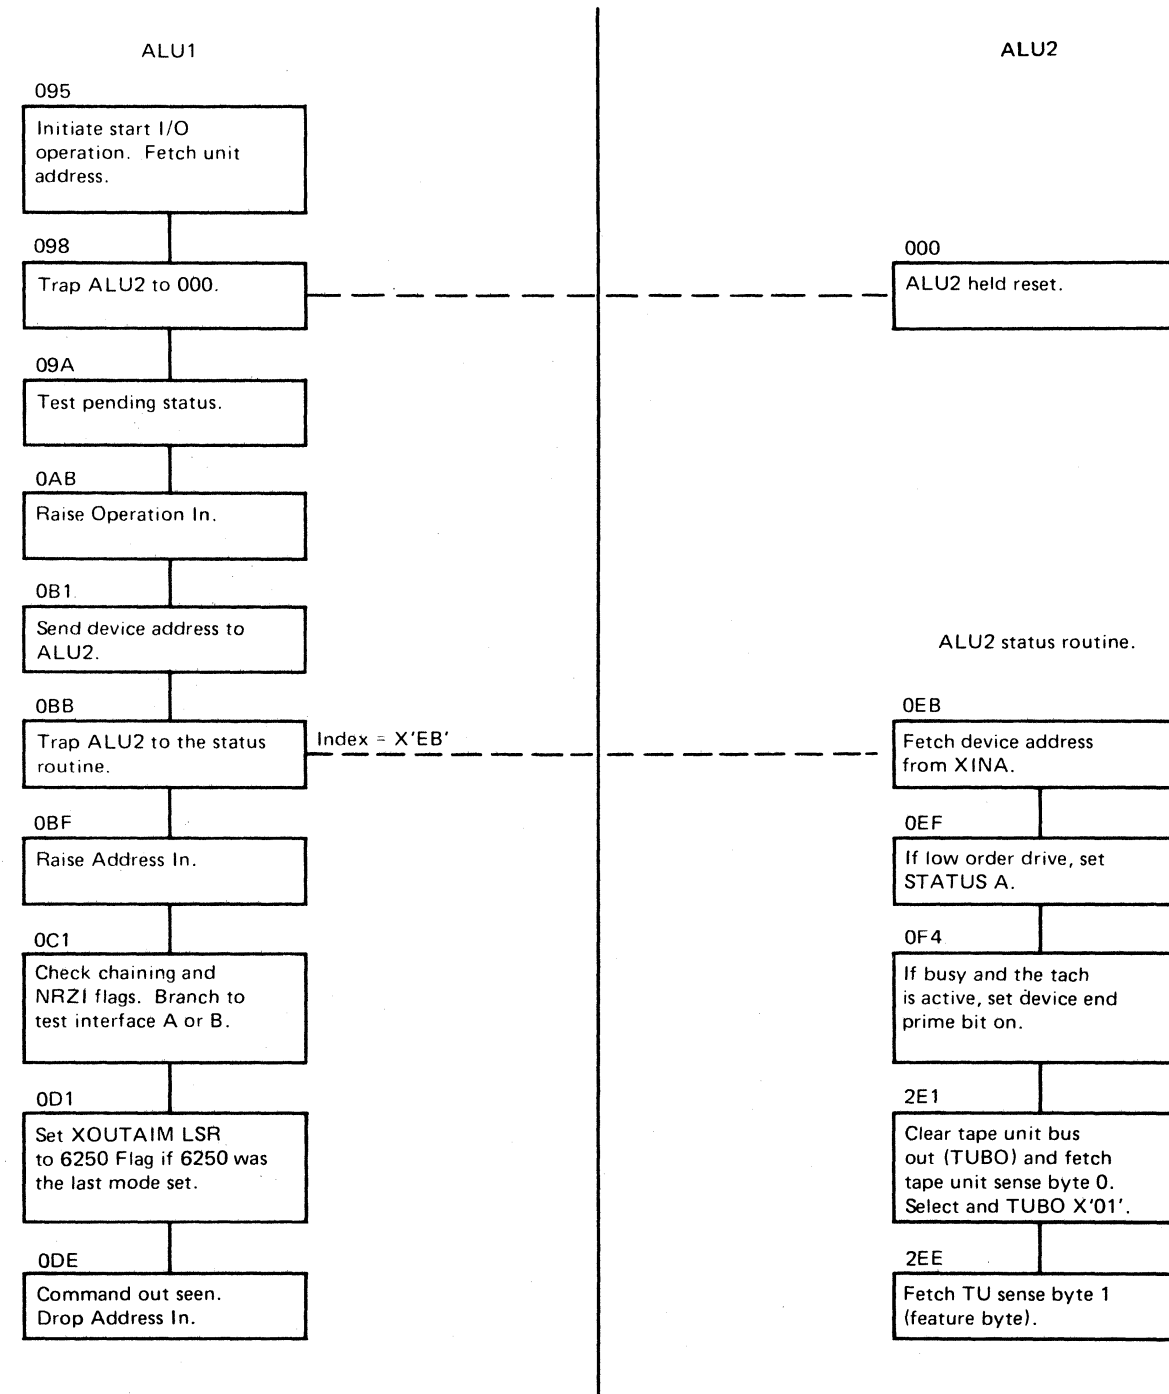 ALU1
095
Initiate start I/O
operation. Fetch unit
address.
098
Trap ALU2 to 000.
09A
Test pending status.
0AB
Raise Operation In.
0B1
Send device address to
ALU2.
0BB
Trap ALU2 to the status
routine.
Index = X'EB'
0BF
Raise Address In.
0C1
Check chaining and
NRZI flags. Branch to
test interface A or B.
0D1
Set XOUTAIM LSR
to 6250 Flag if 6250 was
the last mode set.
0DE
Command out seen.
Drop Address In.
ALU2
000
ALU2 held reset.
ALU2 status routine.
0EB
Fetch device address
from XINA.
0EF
If low order drive, set
STATUS A.
0F4
If busy and the tach
is active, set device end
prime bit on.
2E1
Clear tape unit bus
out (TUBO) and fetch
tape unit sense byte 0.
Select and TUBO X'01'.
2EE
Fetch TU sense byte 1
(feature byte).